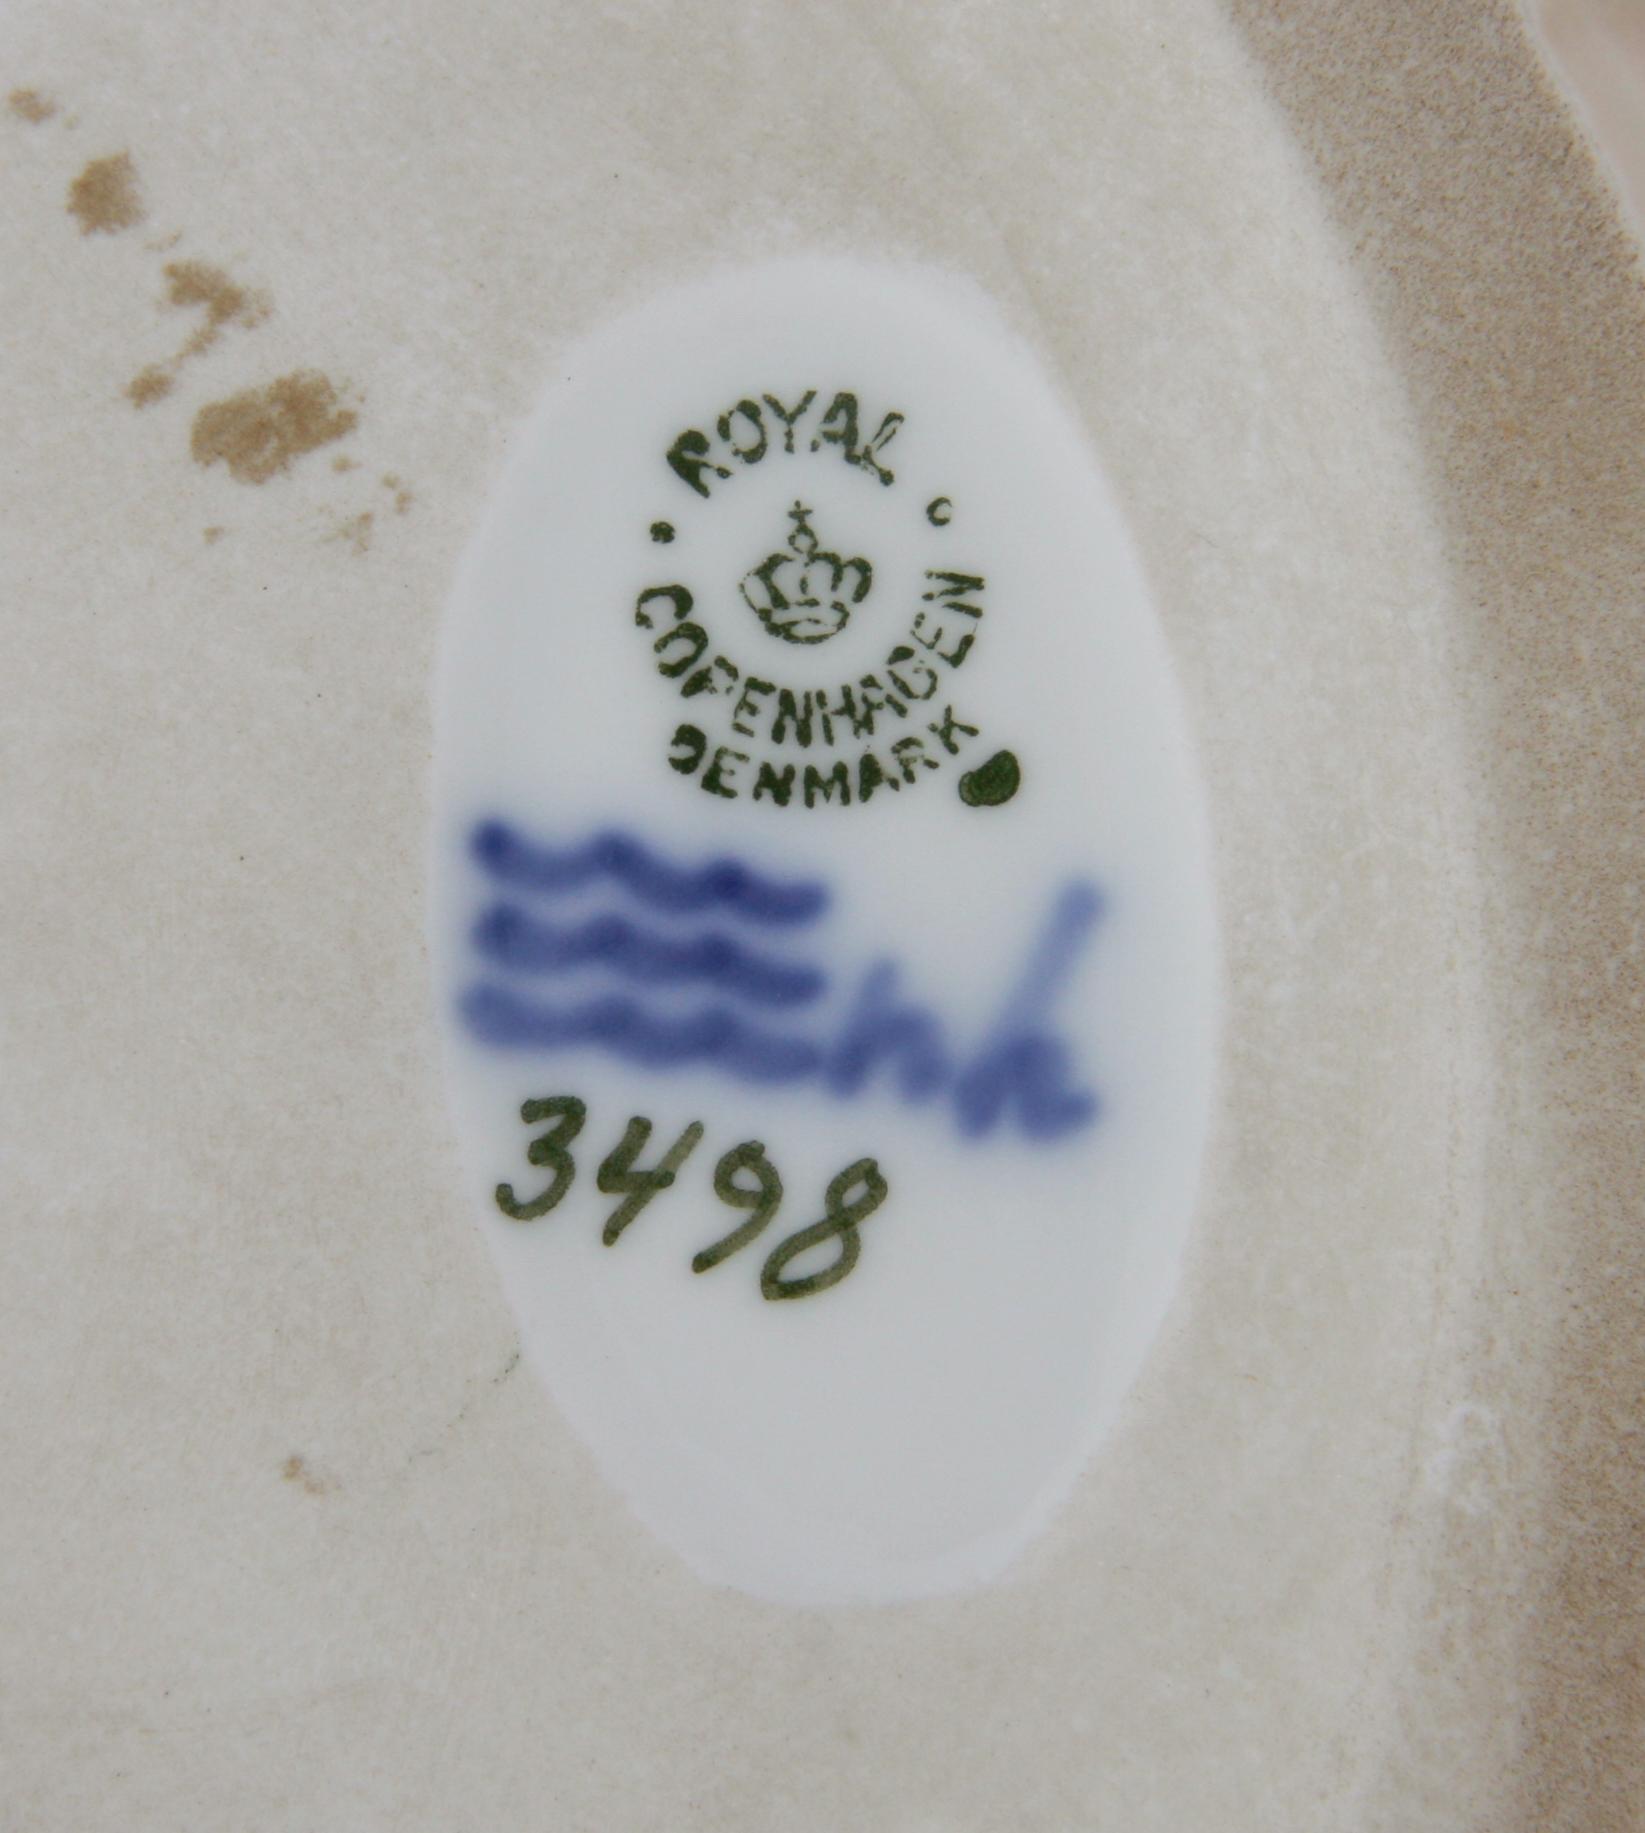 ROYAL
COPENHAGEN
DENMARK
3498